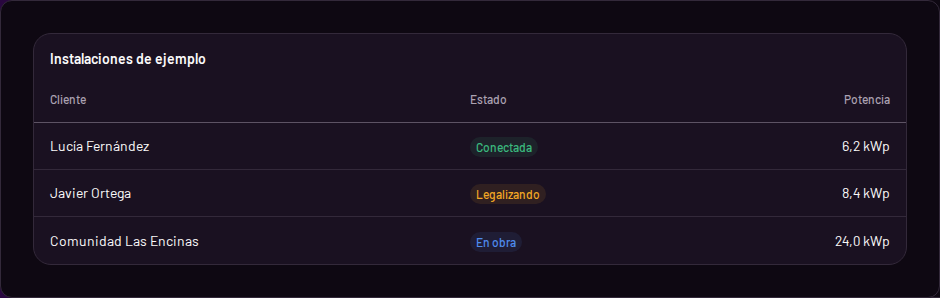 Instalaciones de ejemplo
Cliente Estado Potencia
Lucía Fernández Conectada 6,2 kWp
Javier Ortega Legalizando 8,4 kWp
Comunidad Las Encinas En obra 24,0 kWp